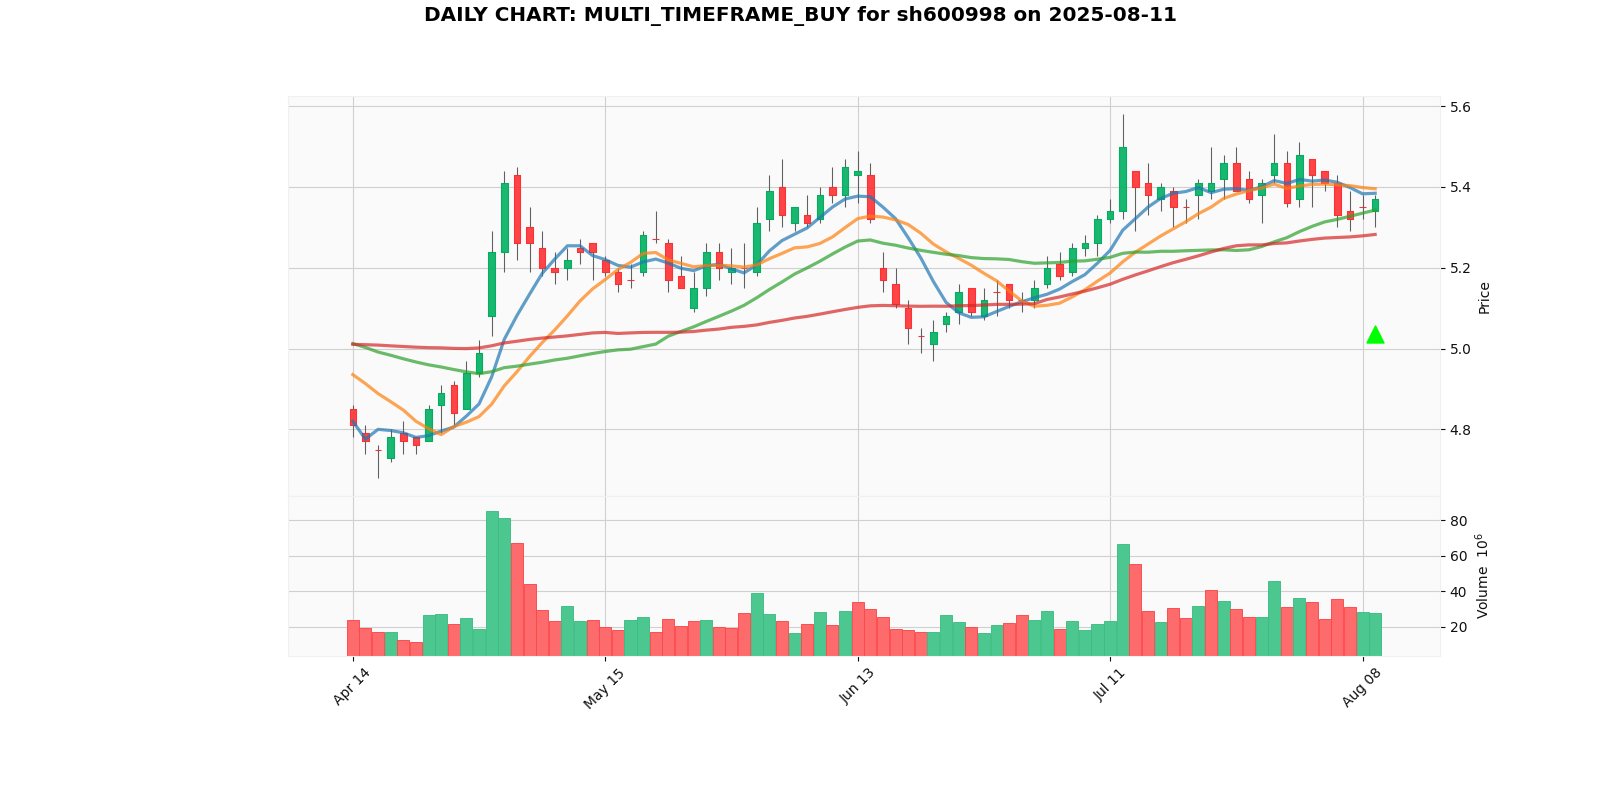 DAILY CHART: MULTI_TIMEFRAME_BUY for sh600998 on 2025-08-11
5.6
5.4
5.2
5.0
4.8
Price
80
60
40
20
Volume 10⁶
Apr 14
May 15
Jun 13
Jul 11
Aug 08